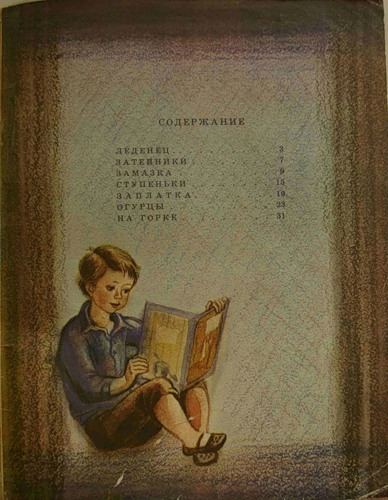 СОДЕРЖАНИЕ
ЛЕДЕНЕЦ . . . . . . . . . . 3
ЗАТЕЙНИКИ . . . . . . . . . 7
ЗАМАЗКА . . . . . . . . . . 9
СТУПЕНЬКИ . . . . . . . . . 15
ЗАПЛАТКА . . . . . . . . . . 19
ОГУРЦЫ . . . . . . . . . . 23
НА ГОРКЕ . . . . . . . . . . 31